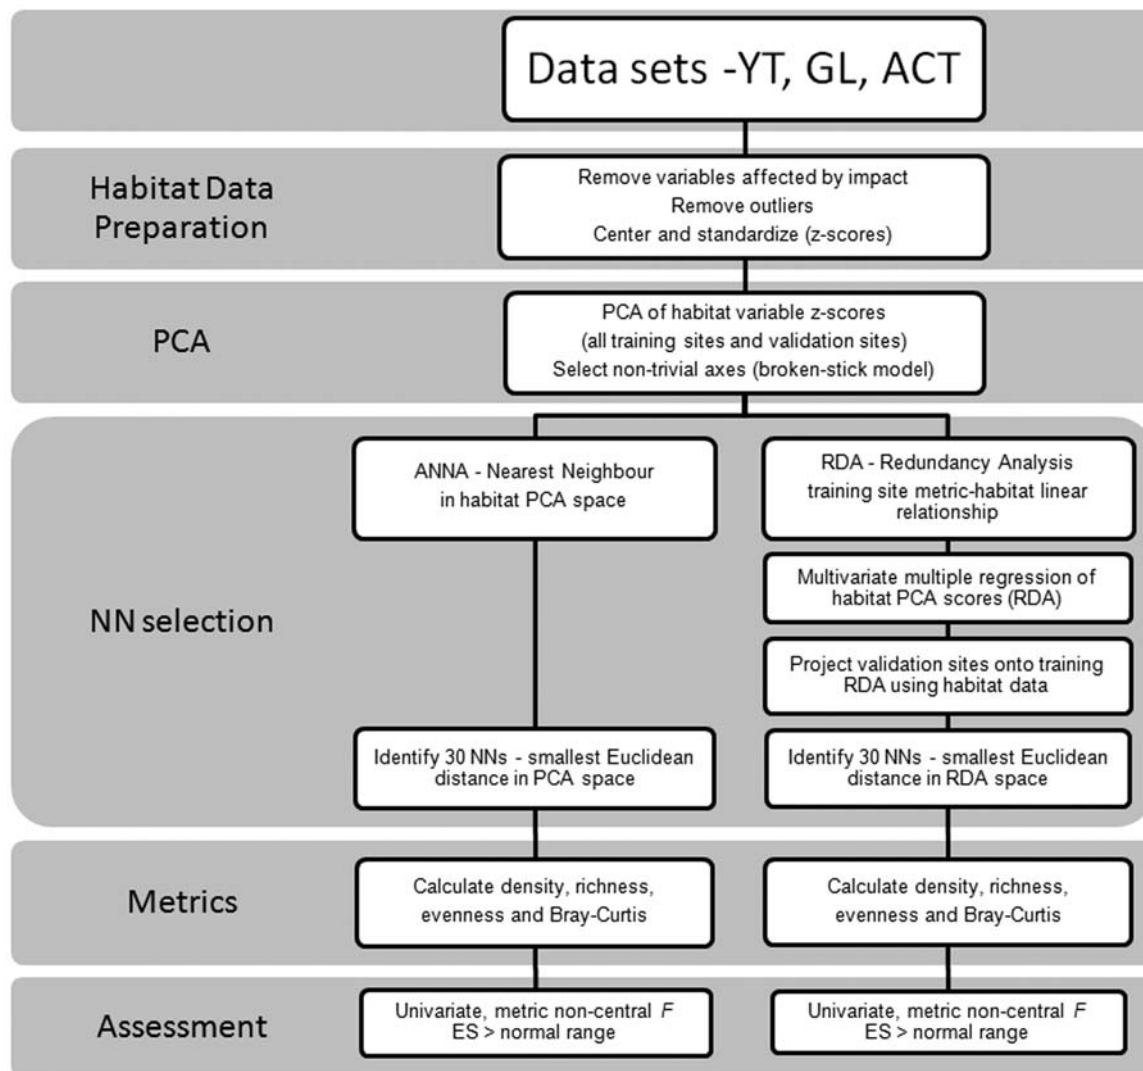 Data sets -YT, GL, ACT
Habitat Data
Preparation
Remove variables affected by impact
Remove outliers
Center and standardize (z-scores)
PCA
PCA of habitat variable z-scores
(all training sites and validation sites)
Select non-trivial axes (broken-stick model)
NN selection
ANNA - Nearest Neighbour
in habitat PCA space
Identify 30 NNs - smallest Euclidean
distance in PCA space
RDA - Redundancy Analysis
training site metric-habitat linear
relationship
Multivariate multiple regression of
habitat PCA scores (RDA)
Project validation sites onto training
RDA using habitat data
Identify 30 NNs - smallest Euclidean
distance in RDA space
Metrics
Calculate density, richness,
evenness and Bray-Curtis
Calculate density, richness,
evenness and Bray-Curtis
Assessment
Univariate, metric non-central F
ES > normal range
Univariate, metric non-central F
ES > normal range